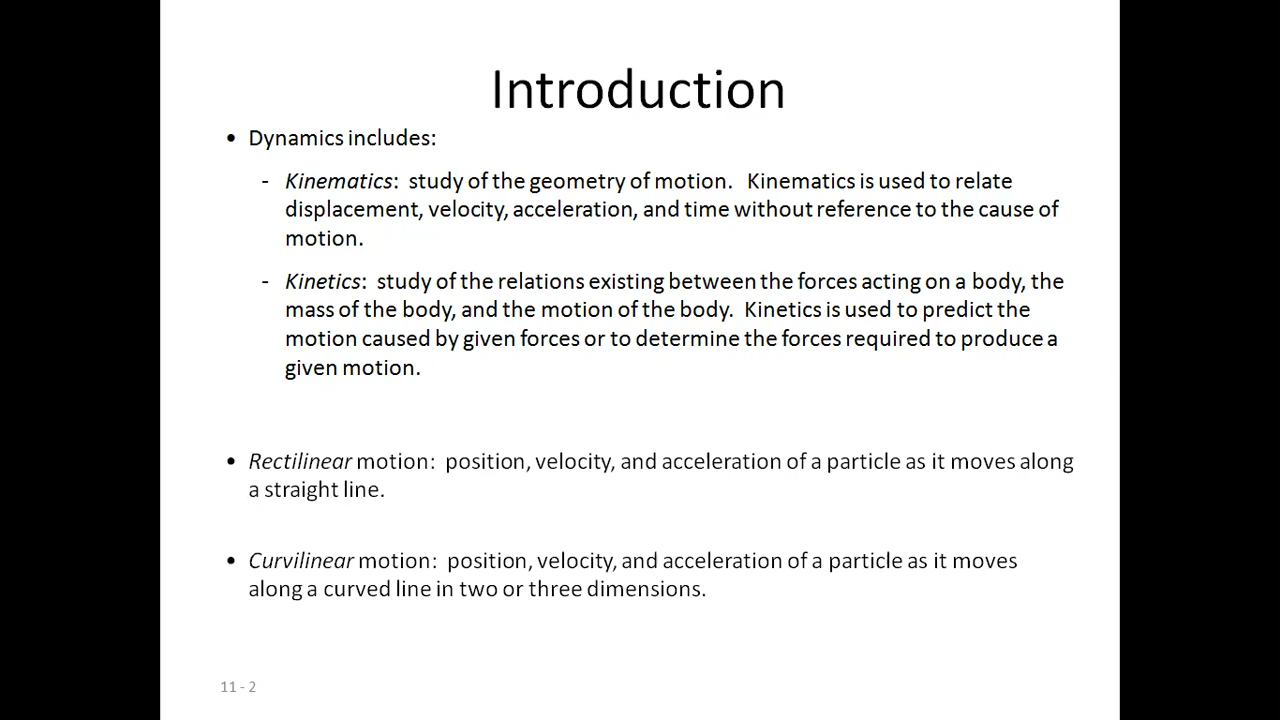 Introduction
• Dynamics includes:
- Kinematics: study of the geometry of motion. Kinematics is used to relate
displacement, velocity, acceleration, and time without reference to the cause of
motion.
- Kinetics: study of the relations existing between the forces acting on a body, the
mass of the body, and the motion of the body. Kinetics is used to predict the
motion caused by given forces or to determine the forces required to produce a
given motion.
• Rectilinear motion: position, velocity, and acceleration of a particle as it moves along
a straight line.
• Curvilinear motion: position, velocity, and acceleration of a particle as it moves
along a curved line in two or three dimensions.
11 - 2